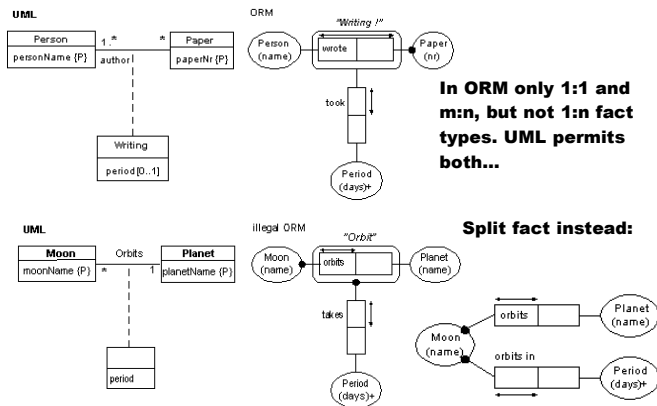 UML
Person
personName {P}
1..*
*
author
Paper
paperNr {P}
Writing
period [0..1]
ORM
"Writing !"
Person
(name)
wrote
Paper
(nr)
took
Period
(days)+
In ORM only 1:1 and
m:n, but not 1:n fact
types. UML permits
both...
UML
Moon
moonName {P}
Orbits
*
1
Planet
planetName {P}
period
illegal ORM
"Orbit"
Moon
(name)
orbits
Planet
(name)
takes
Period
(days)+
Split fact instead:
Moon
(name)
orbits
Planet
(name)
orbits in
Period
(days)+